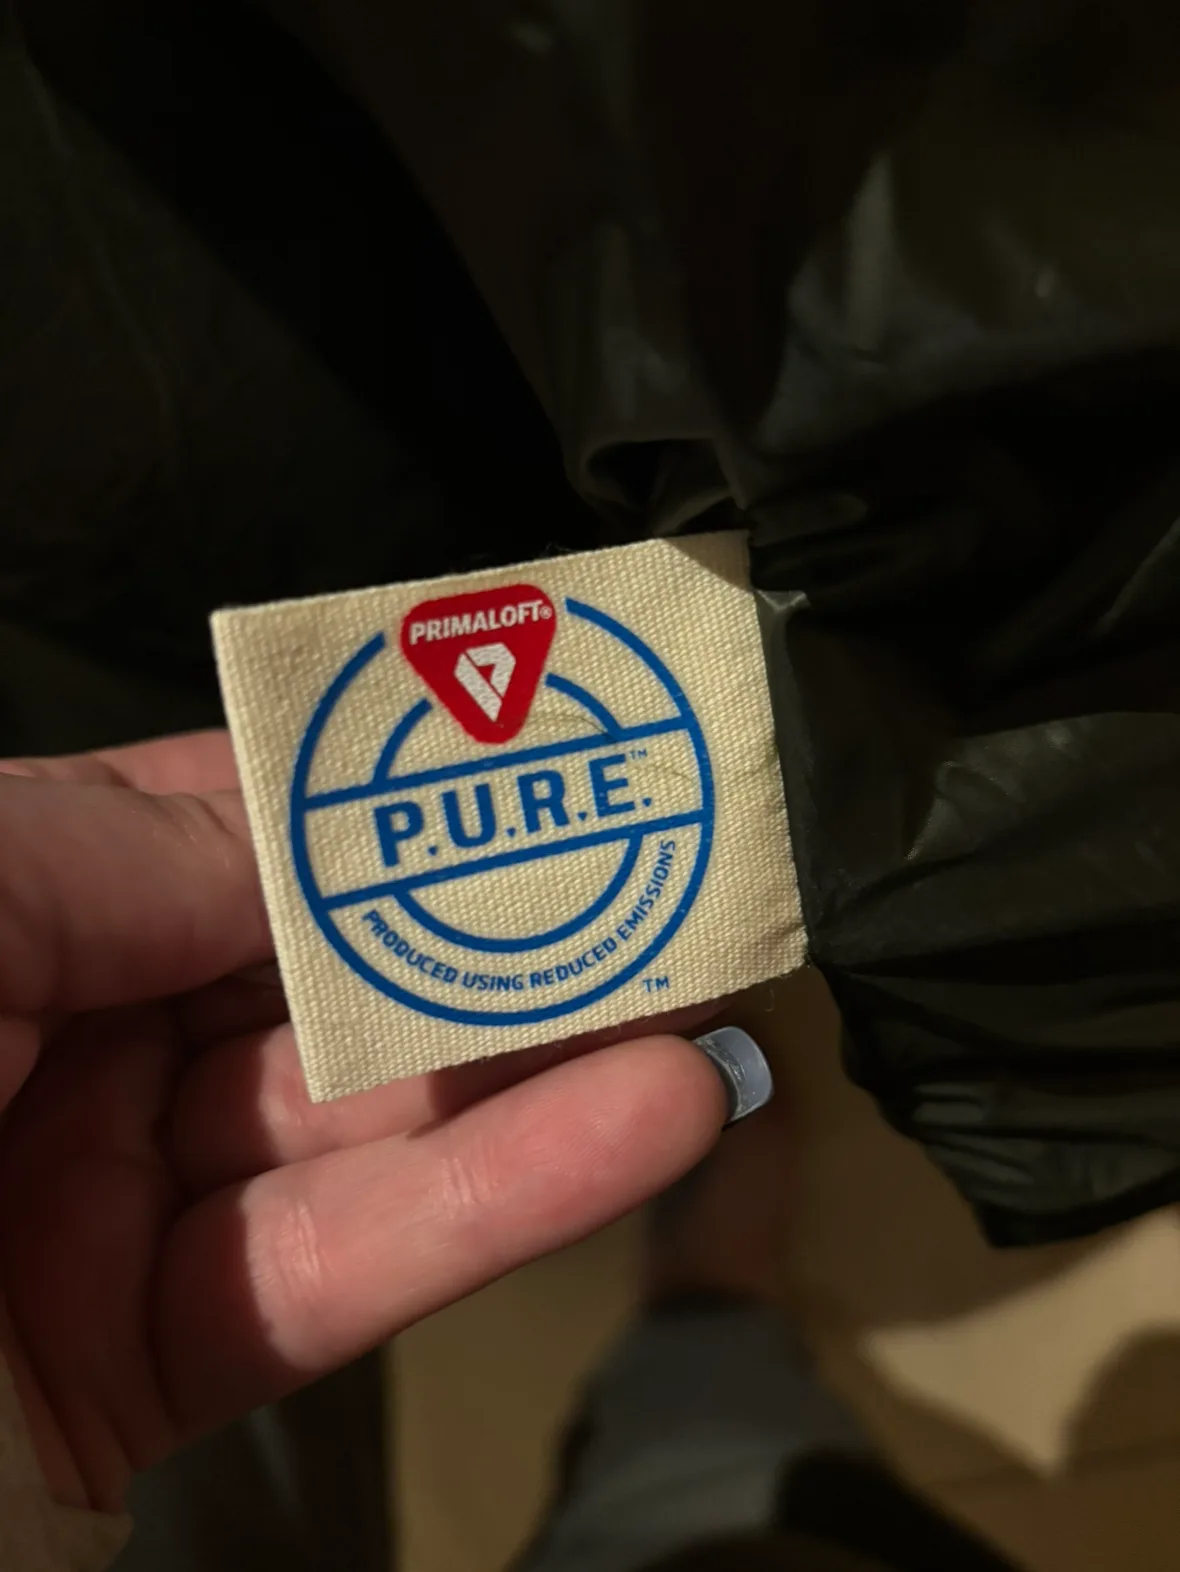 PRIMALOFT®
P.U.R.E.™
PRODUCED USING REDUCED EMISSIONS
™